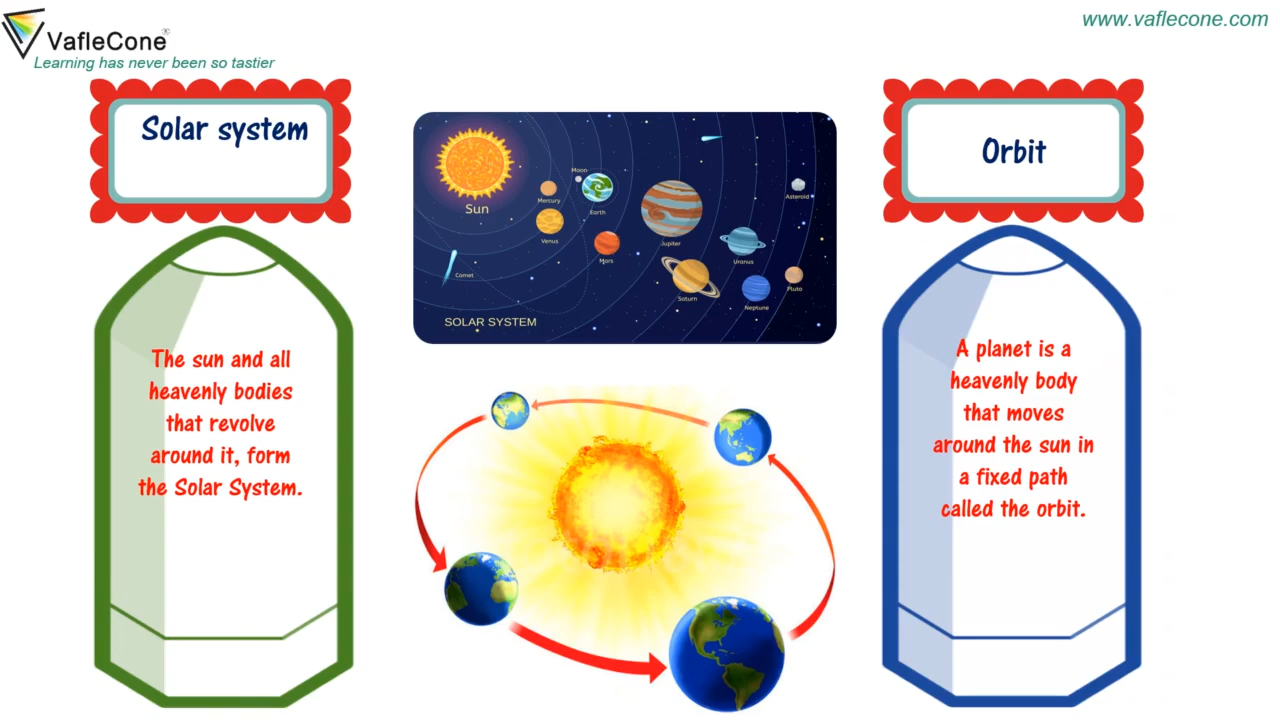 VafleCone®
Learning has never been so tastier
www.vaflecone.com
Solar system
The sun and all
heavenly bodies
that revolve
around it, form
the Solar System.
Sun
Moon
Mercury
Earth
Venus
Mars
Jupiter
Asteroid
Uranus
Comet
Saturn
Neptune
Pluto
SOLAR SYSTEM
Orbit
A planet is a
heavenly body
that moves
around the sun in
a fixed path
called the orbit.